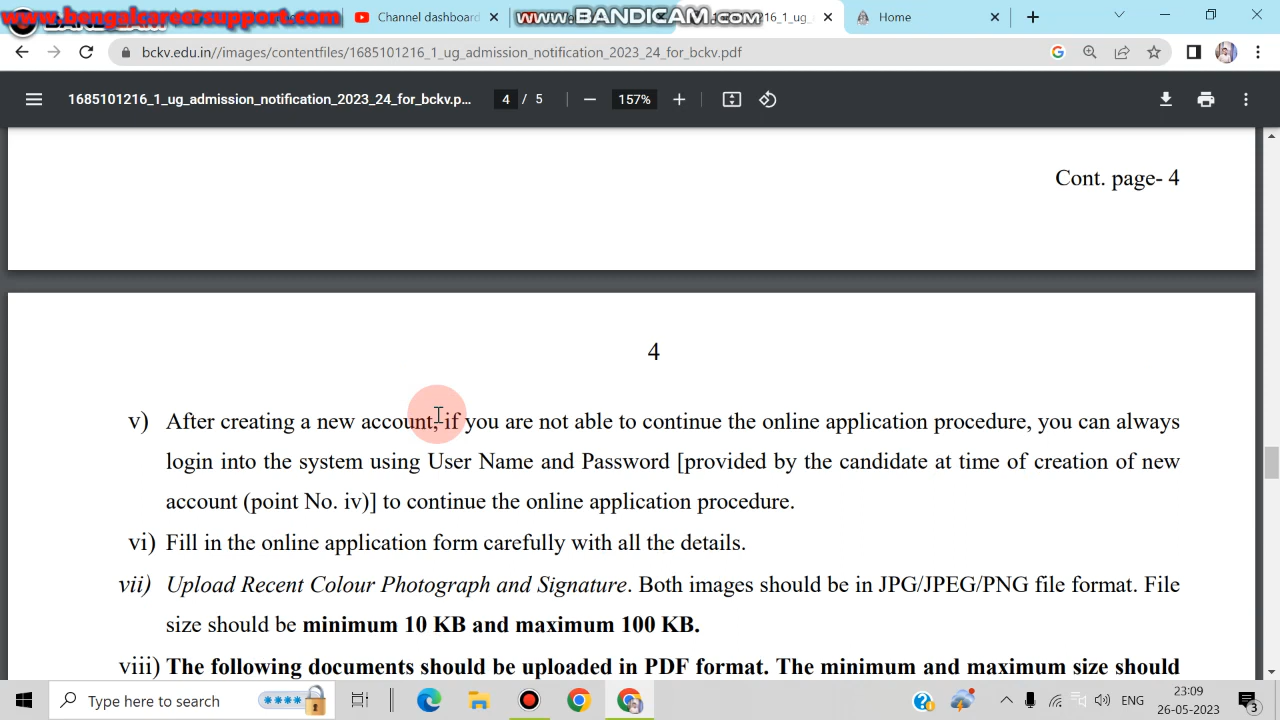 www.bengalcareersupport.com
Channel dashboard
www.BANDICAM.com
16_1_ug_
Home
bckv.edu.in//images/contentfiles/1685101216_1_ug_admission_notification_2023_24_for_bckv.pdf
1685101216_1_ug_admission_notification_2023_24_for_bckv.p...
4 / 5
157%
Cont. page- 4
4
v) After creating a new account, if you are not able to continue the online application procedure, you can always
login into the system using User Name and Password [provided by the candidate at time of creation of new
account (point No. iv)] to continue the online application procedure.
vi) Fill in the online application form carefully with all the details.
vii) Upload Recent Colour Photograph and Signature. Both images should be in JPG/JPEG/PNG file format. File
size should be minimum 10 KB and maximum 100 KB.
viii) The following documents should be uploaded in PDF format. The minimum and maximum size should
Type here to search
ENG
23:09
26-05-2023
3